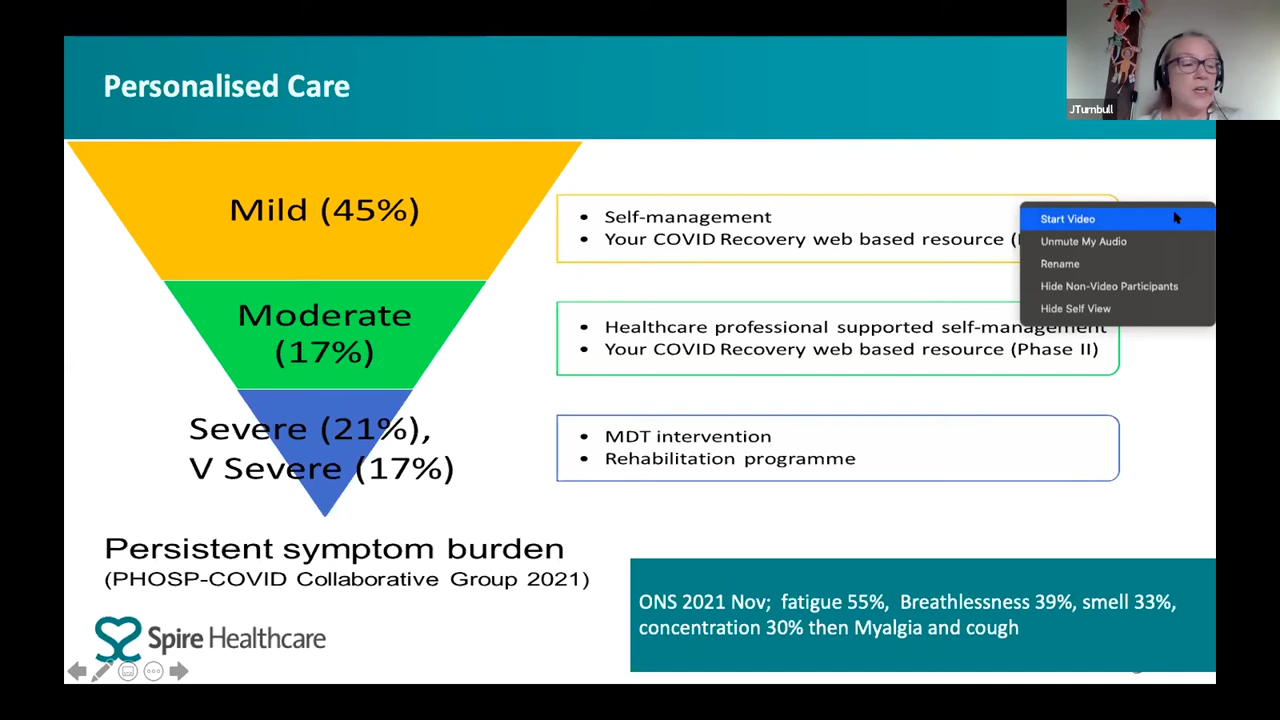 Personalised Care
JTurnbull
Mild (45%)
• Self-management
• Your COVID Recovery web based resource (
Start Video
Unmute My Audio
Rename
Hide Non-Video Participants
Hide Self View
Moderate
(17%)
• Healthcare professional supported self-management
• Your COVID Recovery web based resource (Phase II)
Severe (21%),
V Severe (17%)
• MDT intervention
• Rehabilitation programme
Persistent symptom burden
(PHOSP-COVID Collaborative Group 2021)
ONS 2021 Nov; fatigue 55%, Breathlessness 39%, smell 33%,
concentration 30% then Myalgia and cough
Spire Healthcare